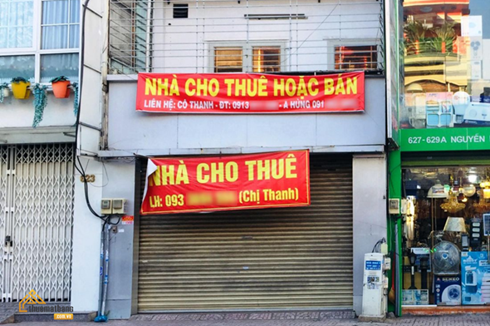 NHÀ CHO THUÊ HOẶC BÁN
LIÊN HỆ: CÔ THANH - ĐT: 0913 - A HÙNG 091
NHÀ CHO THUÊ
LH: 093 (Chị Thanh)
627-629A NGUYỄN